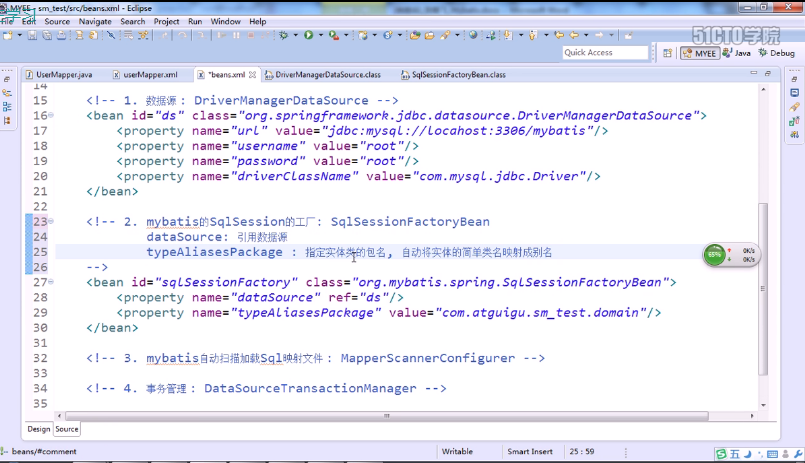 MYEE - sm_test/src/beans.xml - Eclipse
File Edit Source Navigate Search Project Run Window Help
51CTO学院
Quick Access
MYEE Java Debug
UserMapper.java userMapper.xml *beans.xml DriverManagerDataSource.class SqlSessionFactoryBean.class
14
15 <!-- 1. 数据源 : DriverManagerDataSource -->
16 <bean id="ds" class="org.springframework.jdbc.datasource.DriverManagerDataSource">
17 <property name="url" value="jdbc:mysql://locahost:3306/mybatis"/>
18 <property name="username" value="root"/>
19 <property name="password" value="root"/>
20 <property name="driverClassName" value="com.mysql.jdbc.Driver"/>
21 </bean>
22
23 <!-- 2. mybatis的SqlSession的工厂: SqlSessionFactoryBean
24 dataSource: 引用数据源
25 typeAliasesPackage : 指定实体类的包名, 自动将实体的简单类名映射成别名
26 -->
27 <bean id="sqlSessionFactory" class="org.mybatis.spring.SqlSessionFactoryBean">
28 <property name="dataSource" ref="ds"/>
29 <property name="typeAliasesPackage" value="com.atguigu.sm_test.domain"/>
30 </bean>
31
32 <!-- 3. mybatis自动扫描加载Sql映射文件 : MapperScannerConfigurer -->
33
34 <!-- 4. 事务管理 : DataSourceTransactionManager -->
35
65% 0K/s
0K/s
Design Source
beans/#comment Writable Smart Insert 25 : 59
五